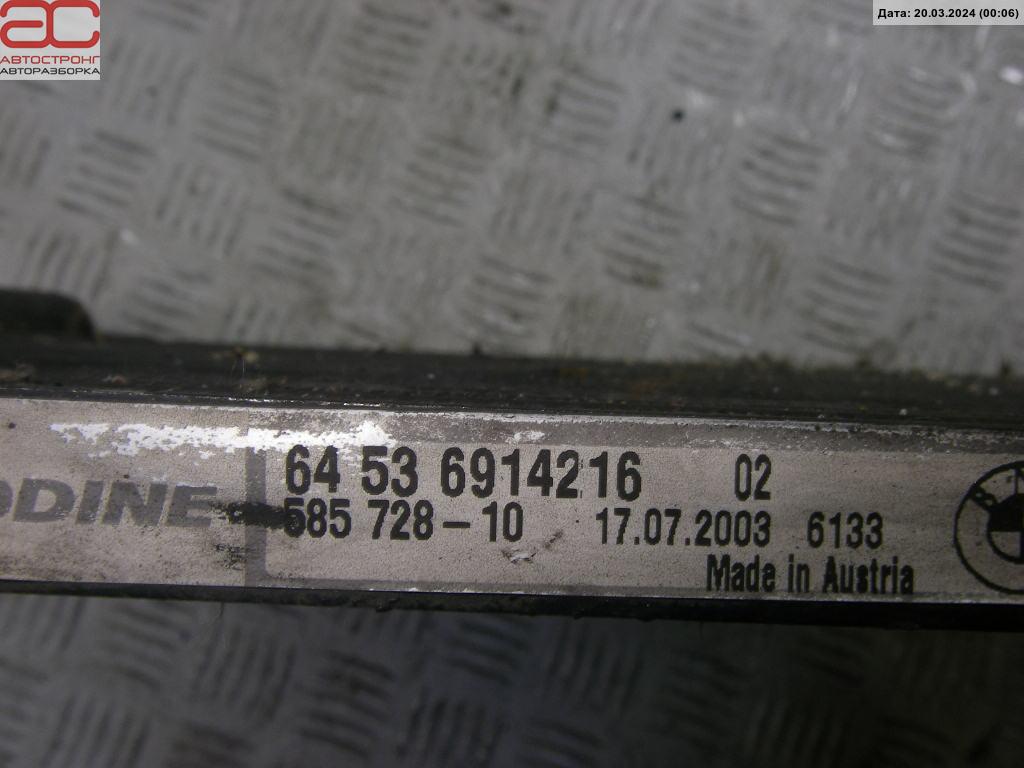 ac
АВТОСТРОНГ
АВТОРАЗБОРКА
Дата: 20.03.2024 (00:06)
64 53 6914216 02
ODINE
585 728-10 17.07.2003 6133
Made in Austria